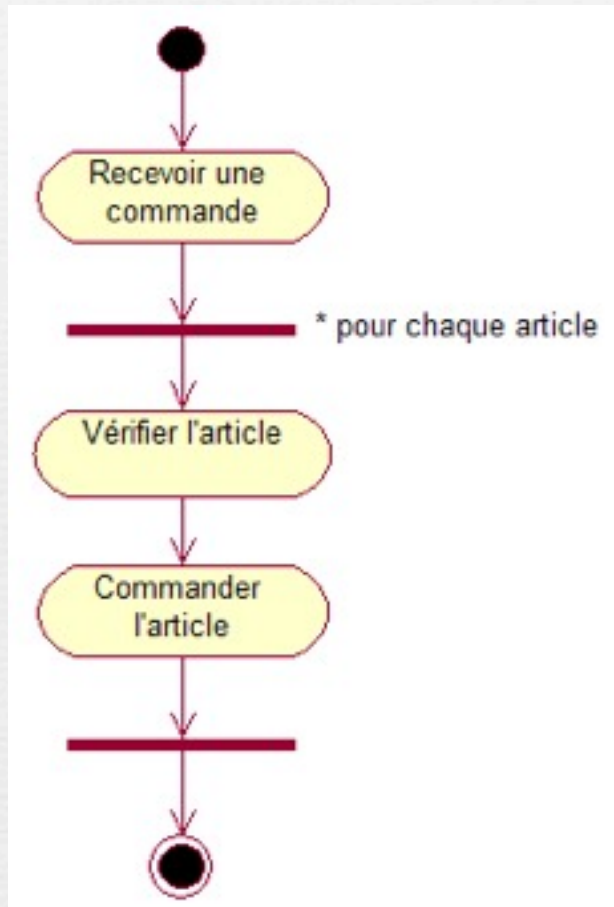 Recevoir une
commande
* pour chaque article
Vérifier l'article
Commander
l'article